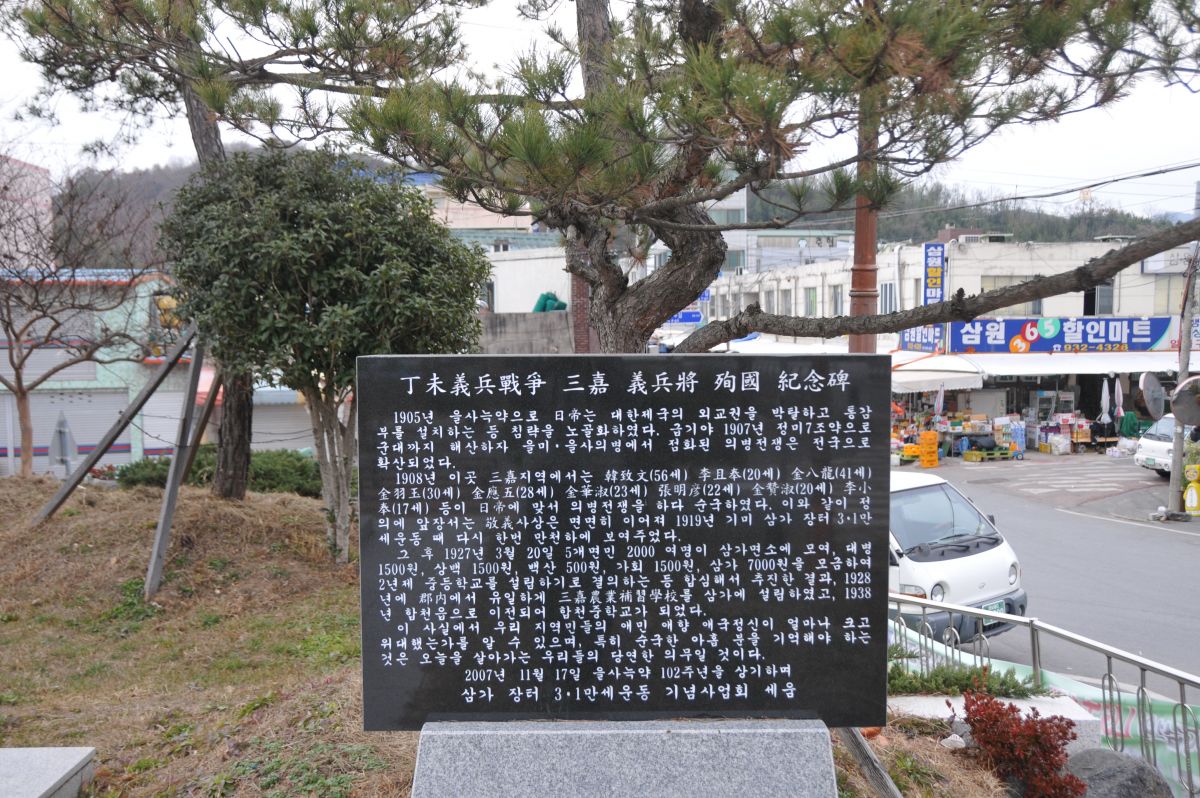 丁未義兵戰爭 三嘉 義兵將 殉國 紀念碑
1905년 을사늑약으로 日帝는 대한제국의 외교권을 박탈하고 통감
부를 설치하는 등 침략을 노골화하였다. 급기야 1907년 정미7조약으로
군대까지 해산하자 을미·을사의병에서 점화된 의병전쟁은 전국으로
확산되었다.
1908년 이곳 三嘉지역에서는 韓致文(56세) 李且奉(20세) 金八龍(41세)
金羽玉(30세) 金應五(28세) 金華淑(23세) 張明彦(22세) 金贊淑(20세) 李小
奉(17세) 등이 日帝에 맞서 의병전쟁을 하다 순국하였다. 이와 같이 정
의에 앞장서는 敬義사상은 면면히 이어져 1919년 기미 삼가 장터 3·1만
세운동 때 다시 한번 만천하에 보여주었다.
그 후 1927년 3월 20일 5개면민 2000 여명이 삼가면소에 모여, 대병
1500원, 상백 1500원, 백산 500원, 가회 1500원, 삼가 7000원을 모금하여
2년제 중등학교를 설립하기로 결의하는 등 합심해서 추진한 결과, 1928
년에 郡内에서 유일하게 三嘉農業補習學校를 삼가에 설립하였고, 1938
년 합천읍으로 이전되어 합천중학교가 되었다.
이 사실에서 우리 지역민들의 애민 애향 애국정신이 얼마나 크고
위대했는가를 알 수 있으며, 특히 순국한 아홉 분을 기억해야 하는
것은 오늘을 살아가는 우리들의 당연한 의무일 것이다.
2007년 11월 17일 을사늑약 102주년을 상기하며
삼가 장터 3·1만세운동 기념사업회 세움
삼원할인마
삼원 365 할인마트
☎ 932-4326